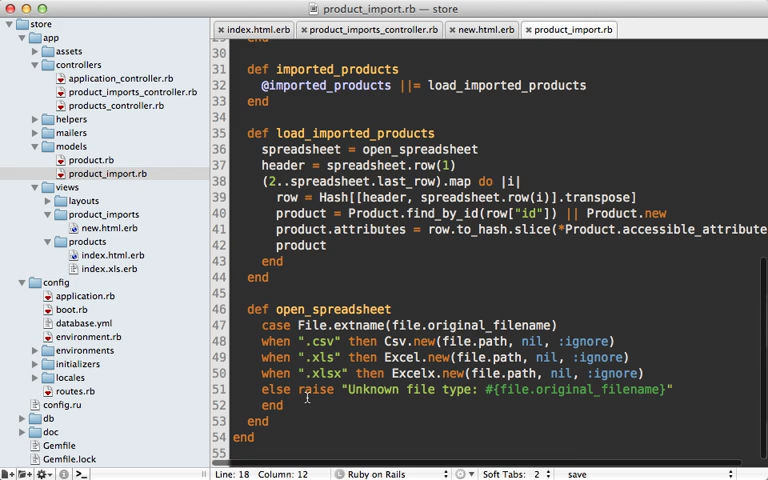 product_import.rb — store
store
app
assets
controllers
application_controller.rb
product_imports_controller.rb
products_controller.rb
helpers
mailers
models
product.rb
product_import.rb
views
layouts
product_imports
new.html.erb
products
index.html.erb
index.xls.erb
config
application.rb
boot.rb
database.yml
environment.rb
environments
initializers
locales
routes.rb
config.ru
db
doc
Gemfile
Gemfile.lock
index.html.erb product_imports_controller.rb new.html.erb product_import.rb
30
31 def imported_products
32 @imported_products ||= load_imported_products
33 end
34
35 def load_imported_products
36 spreadsheet = open_spreadsheet
37 header = spreadsheet.row(1)
38 (2..spreadsheet.last_row).map do |i|
39 row = Hash[[header, spreadsheet.row(i)].transpose]
40 product = Product.find_by_id(row["id"]) || Product.new
41 product.attributes = row.to_hash.slice(*Product.accessible_attribute
42 product
43 end
44 end
45
46 def open_spreadsheet
47 case File.extname(file.original_filename)
48 when ".csv" then Csv.new(file.path, nil, :ignore)
49 when ".xls" then Excel.new(file.path, nil, :ignore)
50 when ".xlsx" then Excelx.new(file.path, nil, :ignore)
51 else raise "Unknown file type: #{file.original_filename}"
52 end
53 end
54 end
55
Line: 18 Column: 12 Ruby on Rails Soft Tabs: 2 save